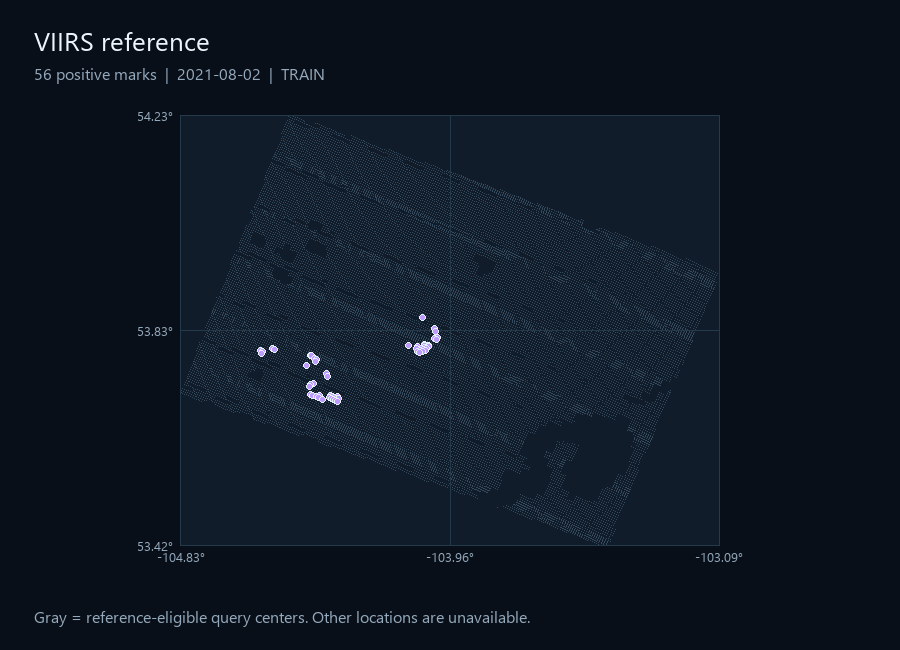 VIIRS reference
56 positive marks | 2021-08-02 | TRAIN
54.23°
53.83°
53.42°
-104.83°
-103.96°
-103.09°
Gray = reference-eligible query centers. Other locations are unavailable.